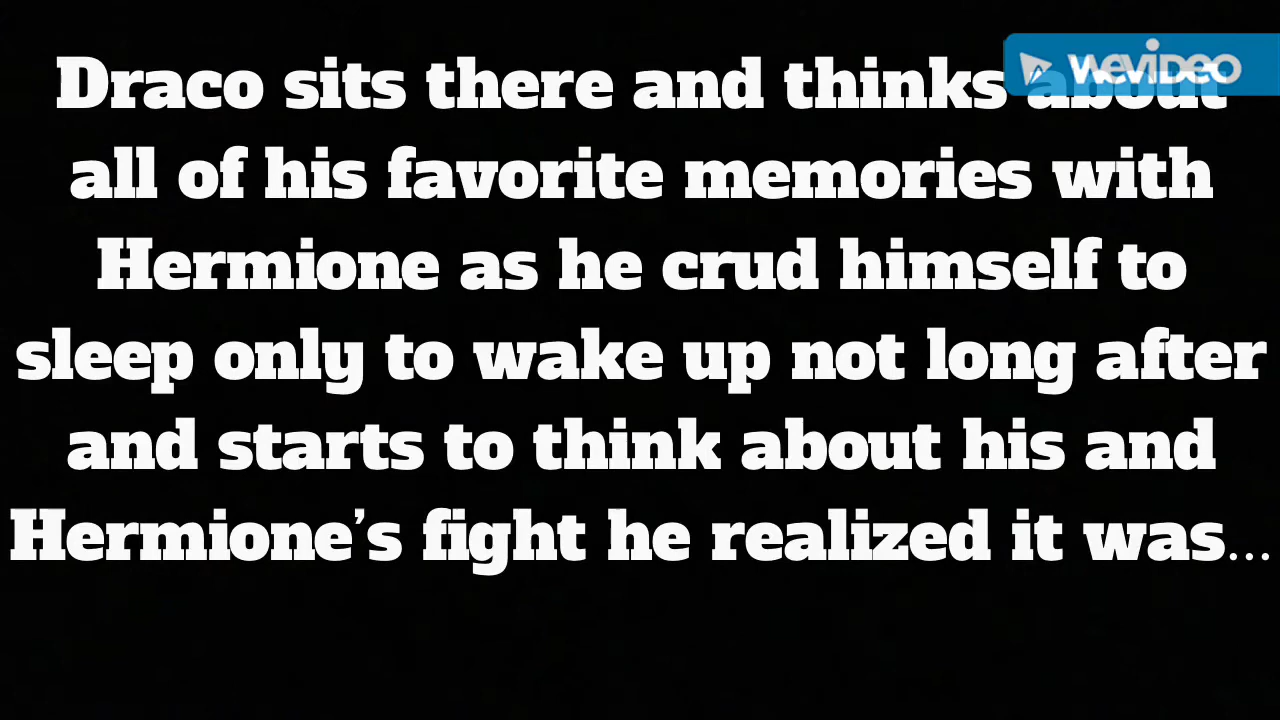 Draco sits there and thinks about
WeVideo
all of his favorite memories with
Hermione as he crud himself to
sleep only to wake up not long after
and starts to think about his and
Hermione's fight he realized it was...